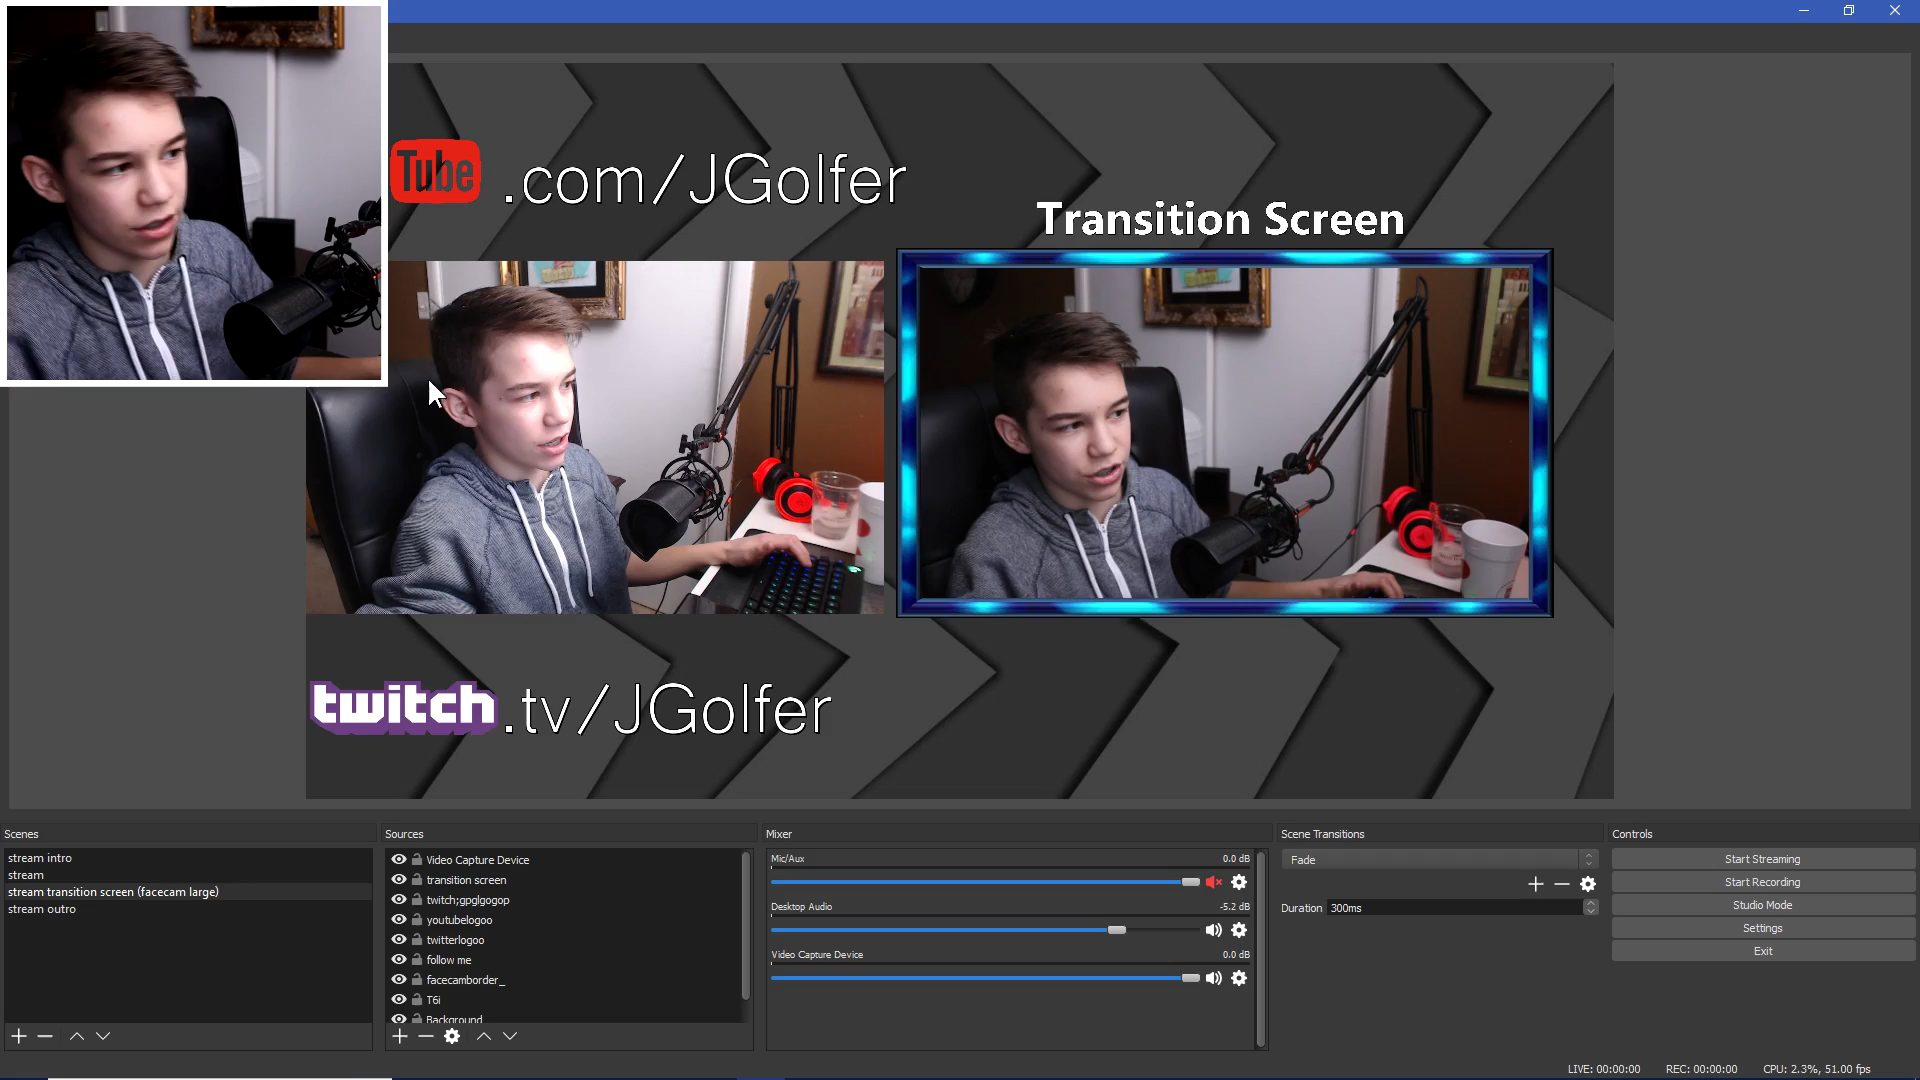 Tube .com/JGolfer
Transition Screen
twitch .tv/JGolfer
Scenes
stream intro
stream
stream transition screen (facecam large)
stream outro
Sources
Video Capture Device
transition screen
twitch;gpglgogop
youtubelogoo
twitterlogoo
follow me
facecamborder_
T6i
Background
Mixer
Mic/Aux 0.0 dB
Desktop Audio -5.2 dB
Video Capture Device 0.0 dB
Scene Transitions
Fade
Duration 300ms
Controls
Start Streaming
Start Recording
Studio Mode
Settings
Exit
LIVE: 00:00:00 REC: 00:00:00 CPU: 2.3%, 51.00 fps